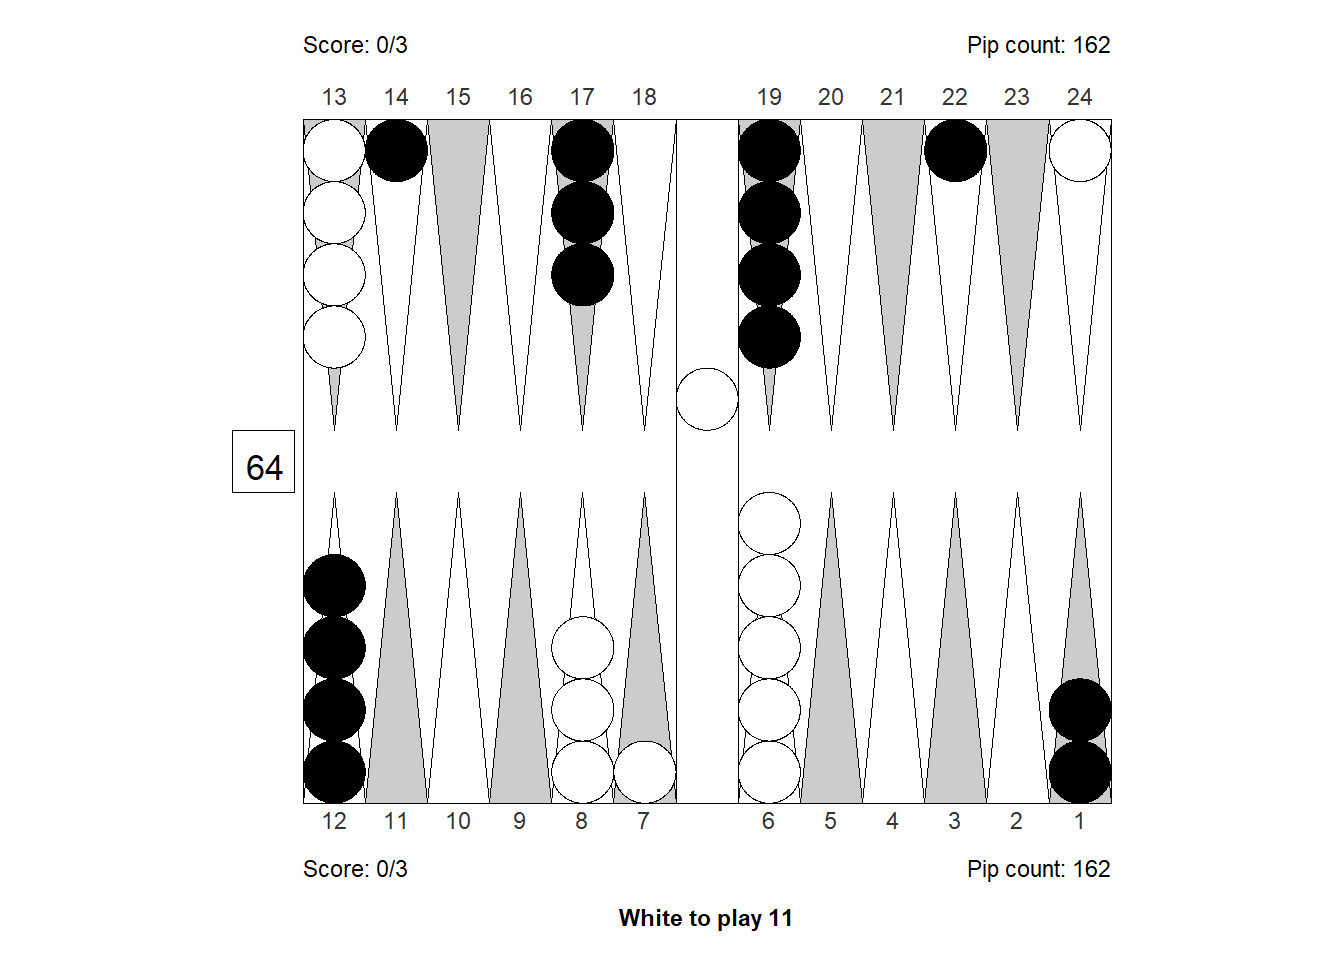 Score: 0/3 Pip count: 162
13 14 15 16 17 18 19 20 21 22 23 24
64
12 11 10 9 8 7 6 5 4 3 2 1
Score: 0/3 Pip count: 162
White to play 11